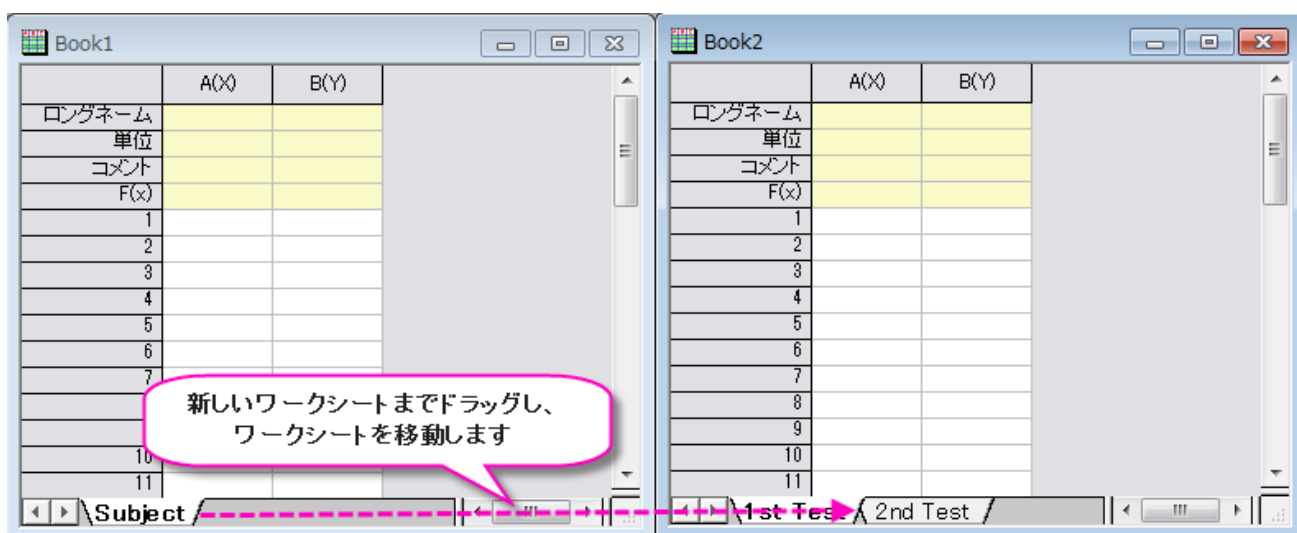 Book1
A(X) B(Y)
ロングネーム
単位
コメント
F(x)
1
2
3
4
5
6
7
新しいワークシートまでドラッグし、
ワークシートを移動します
10
11
Subject
Book2
A(X) B(Y)
ロングネーム
単位
コメント
F(x)
1
2
3
4
5
6
7
8
9
10
11
1st Test 2nd Test